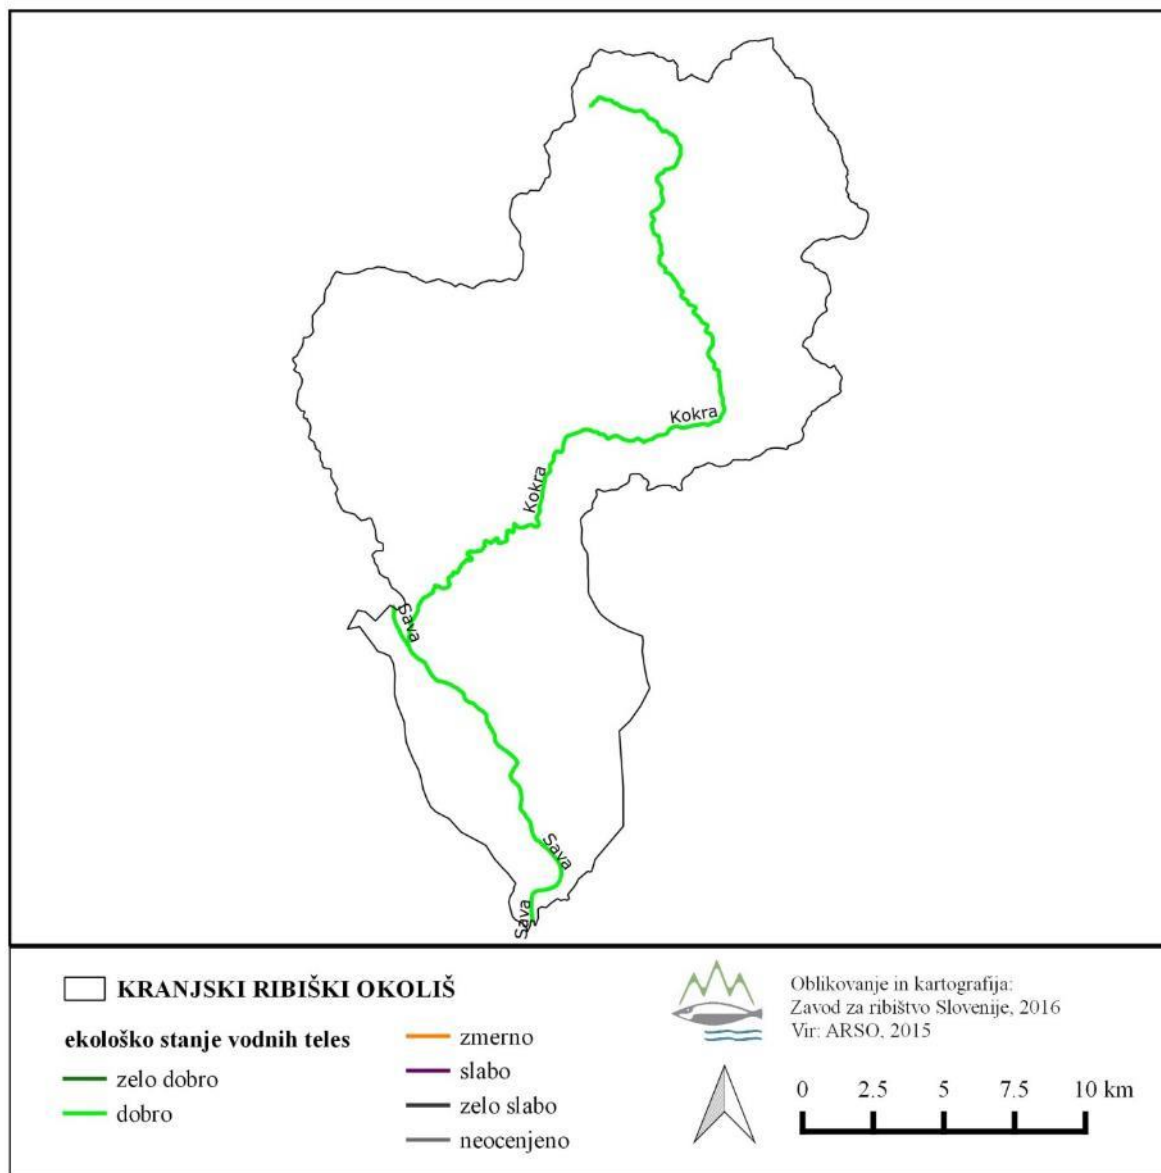 Kokra
Kokra
Sava
Sava
Sava
KRANJSKI RIBIŠKI OKOLIŠ
ekološko stanje vodnih teles
zelo dobro
dobro
zmerno
slabo
zelo slabo
neocenjeno
Oblikovanje in kartografija:
Zavod za ribištvo Slovenije, 2016
Vir: ARSO, 2015
0 2.5 5 7.5 10 km